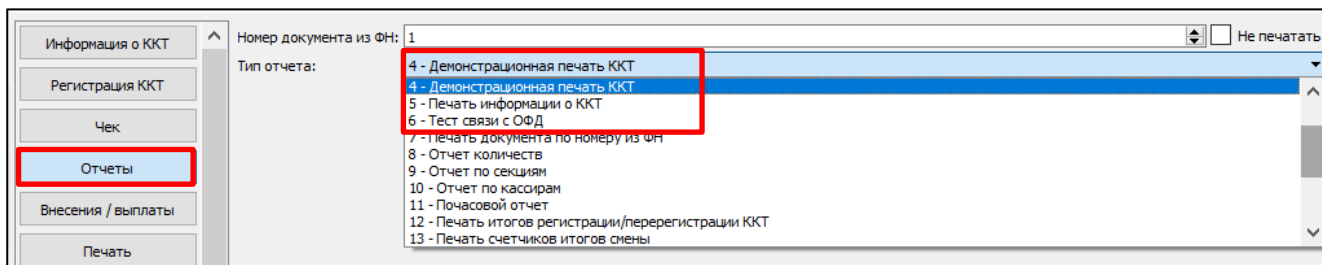 Информация о ККТ
Регистрация ККТ
Чек
Отчеты
Внесения / выплаты
Печать
Номер документа из ФН: 1 Не печатать
Тип отчета: 4 - Демонстрационная печать ККТ
4 - Демонстрационная печать ККТ
5 - Печать информации о ККТ
6 - Тест связи с ОФД
7 - Печать документа по номеру из ФН
8 - Отчет количеств
9 - Отчет по секциям
10 - Отчет по кассирам
11 - Почасовой отчет
12 - Печать итогов регистрации/перерегистрации ККТ
13 - Печать счетчиков итогов смены